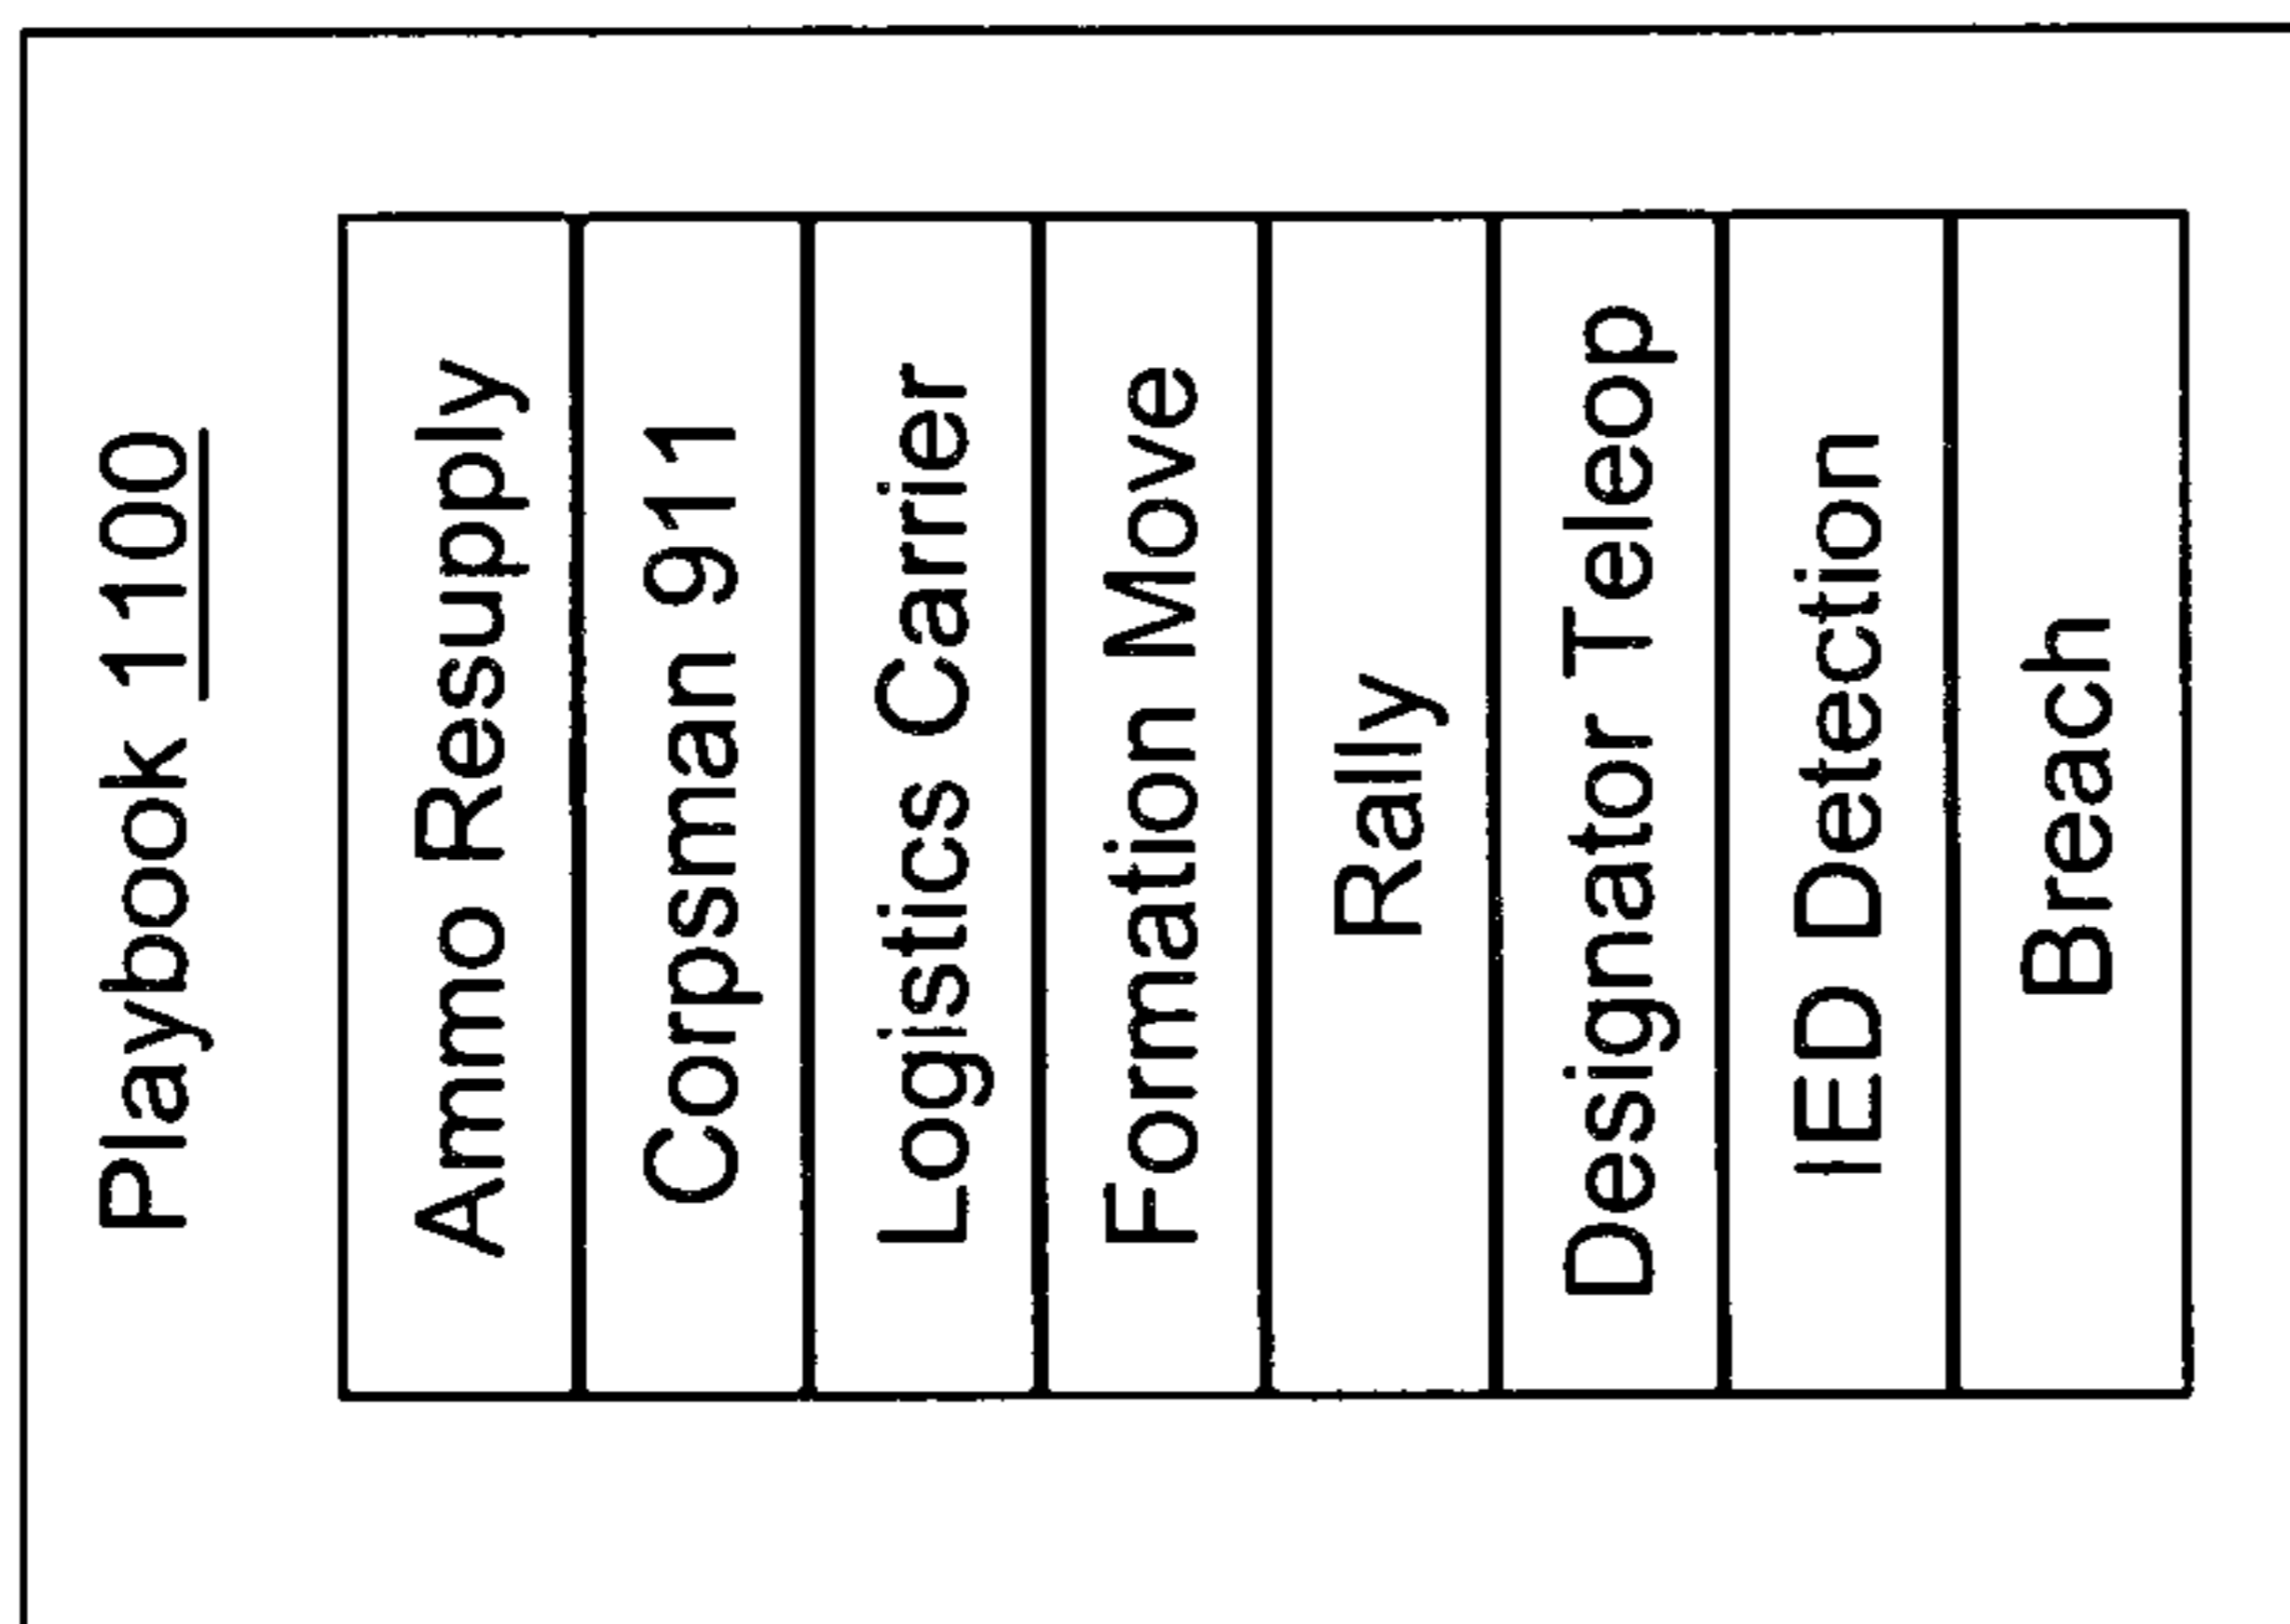 Playbook 1100
Ammo Resupply
Corpsman 911
Logistics Carrier
Formation Move
Rally
Designator Teleop
IED Detection
Breach